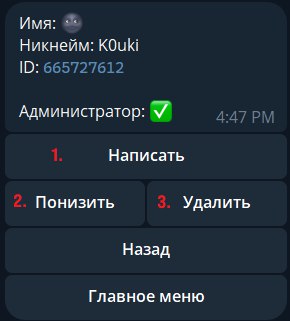 Имя: 🌚
Никнейм: K0uki
ID: 665727612
Администратор: ✅
4:47 PM
1. Написать
2. Понизить
3. Удалить
Назад
Главное меню